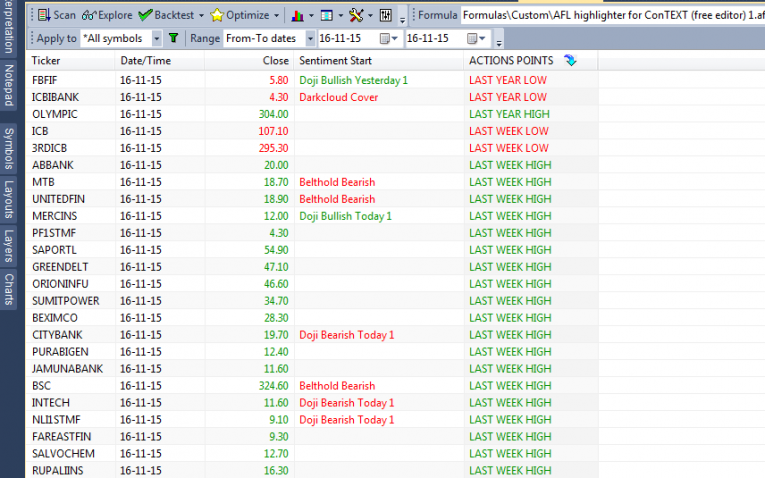 Scan Explore Backtest Optimize Formula Formulas\Custom\AFL highlighter for ConTEXT (free editor) 1.af
Apply to *All symbols Range From-To dates 16-11-15 16-11-15
Ticker Date/Time Close Sentiment Start ACTIONS POINTS
FBFIF 16-11-15 5.80 Doji Bullish Yesterday 1 LAST YEAR LOW
ICBIBANK 16-11-15 4.30 Darkcloud Cover LAST YEAR LOW
OLYMPIC 16-11-15 304.00 LAST YEAR HIGH
ICB 16-11-15 107.10 LAST WEEK LOW
3RDICB 16-11-15 295.30 LAST WEEK LOW
ABBANK 16-11-15 20.00 LAST WEEK HIGH
MTB 16-11-15 18.70 Belthold Bearish LAST WEEK HIGH
UNITEDFIN 16-11-15 18.90 Belthold Bearish LAST WEEK HIGH
MERCINS 16-11-15 12.00 Doji Bullish Today 1 LAST WEEK HIGH
PF1STMF 16-11-15 4.30 LAST WEEK HIGH
SAPORTL 16-11-15 54.90 LAST WEEK HIGH
GREENDELT 16-11-15 47.10 LAST WEEK HIGH
ORIONINFU 16-11-15 46.60 LAST WEEK HIGH
SUMITPOWER 16-11-15 34.70 LAST WEEK HIGH
BEXIMCO 16-11-15 28.30 LAST WEEK HIGH
CITYBANK 16-11-15 19.70 Doji Bearish Today 1 LAST WEEK HIGH
PURABIGEN 16-11-15 12.40 LAST WEEK HIGH
JAMUNABANK 16-11-15 11.60 LAST WEEK HIGH
BSC 16-11-15 324.60 Belthold Bearish LAST WEEK HIGH
INTECH 16-11-15 11.60 Doji Bearish Today 1 LAST WEEK HIGH
NLI1STMF 16-11-15 9.10 Doji Bearish Today 1 LAST WEEK HIGH
FAREASTFIN 16-11-15 9.30 LAST WEEK HIGH
SALVOCHEM 16-11-15 12.70 LAST WEEK HIGH
RUPALIINS 16-11-15 16.30 LAST WEEK HIGH
terpretation
Notepad
Symbols
Layouts
Layers
Charts